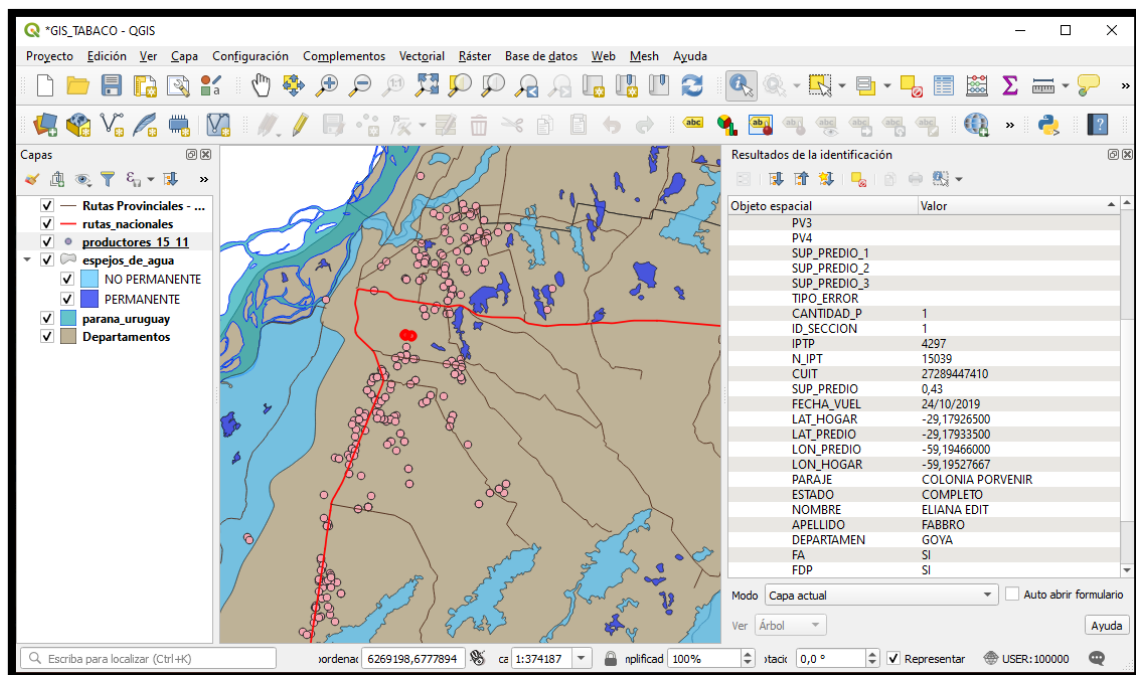 *GIS_TABACO - QGIS
Proyecto Edición Ver Capa Configuración Complementos Vectorial Ráster Base de datos Web Mesh Ayuda
Capas
Rutas Provinciales - ...
rutas_nacionales
productores_15_11
espejos_de_agua
NO PERMANENTE
PERMANENTE
parana_uruguay
Departamentos
Resultados de la identificación
Objeto espacial Valor
PV3
PV4
SUP_PREDIO_1
SUP_PREDIO_2
SUP_PREDIO_3
TIPO_ERROR
CANTIDAD_P 1
ID_SECCION 1
IPTP 4297
N_IPT 15039
CUIT 27289447410
SUP_PREDIO 0,43
FECHA_VUEL 24/10/2019
LAT_HOGAR -29,17926500
LAT_PREDIO -29,17933500
LON_PREDIO -59,19466000
LON_HOGAR -59,19527667
PARAJE COLONIA PORVENIR
ESTADO COMPLETO
NOMBRE ELIANA EDIT
APELLIDO FABBRO
DEPARTAMEN GOYA
FA SI
FDP SI
Modo Capa actual Auto abrir formulario
Ver Árbol Ayuda
Escriba para localizar (Ctrl+K) ordenac 6269198,6777894 ca 1:374187 nplificad 100% otacic 0,0 ° Representar USER:100000